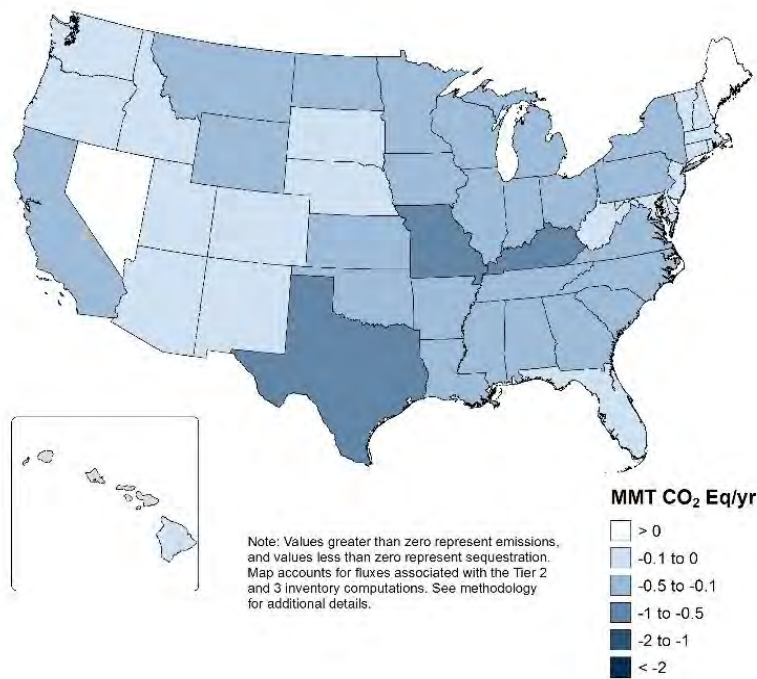 MMT CO₂ Eq/yr
> 0
-0.1 to 0
-0.5 to -0.1
-1 to -0.5
-2 to -1
< -2
Note: Values greater than zero represent emissions,
and values less than zero represent sequestration.
Map accounts for fluxes associated with the Tier 2
and 3 inventory computations. See methodology
for additional details.